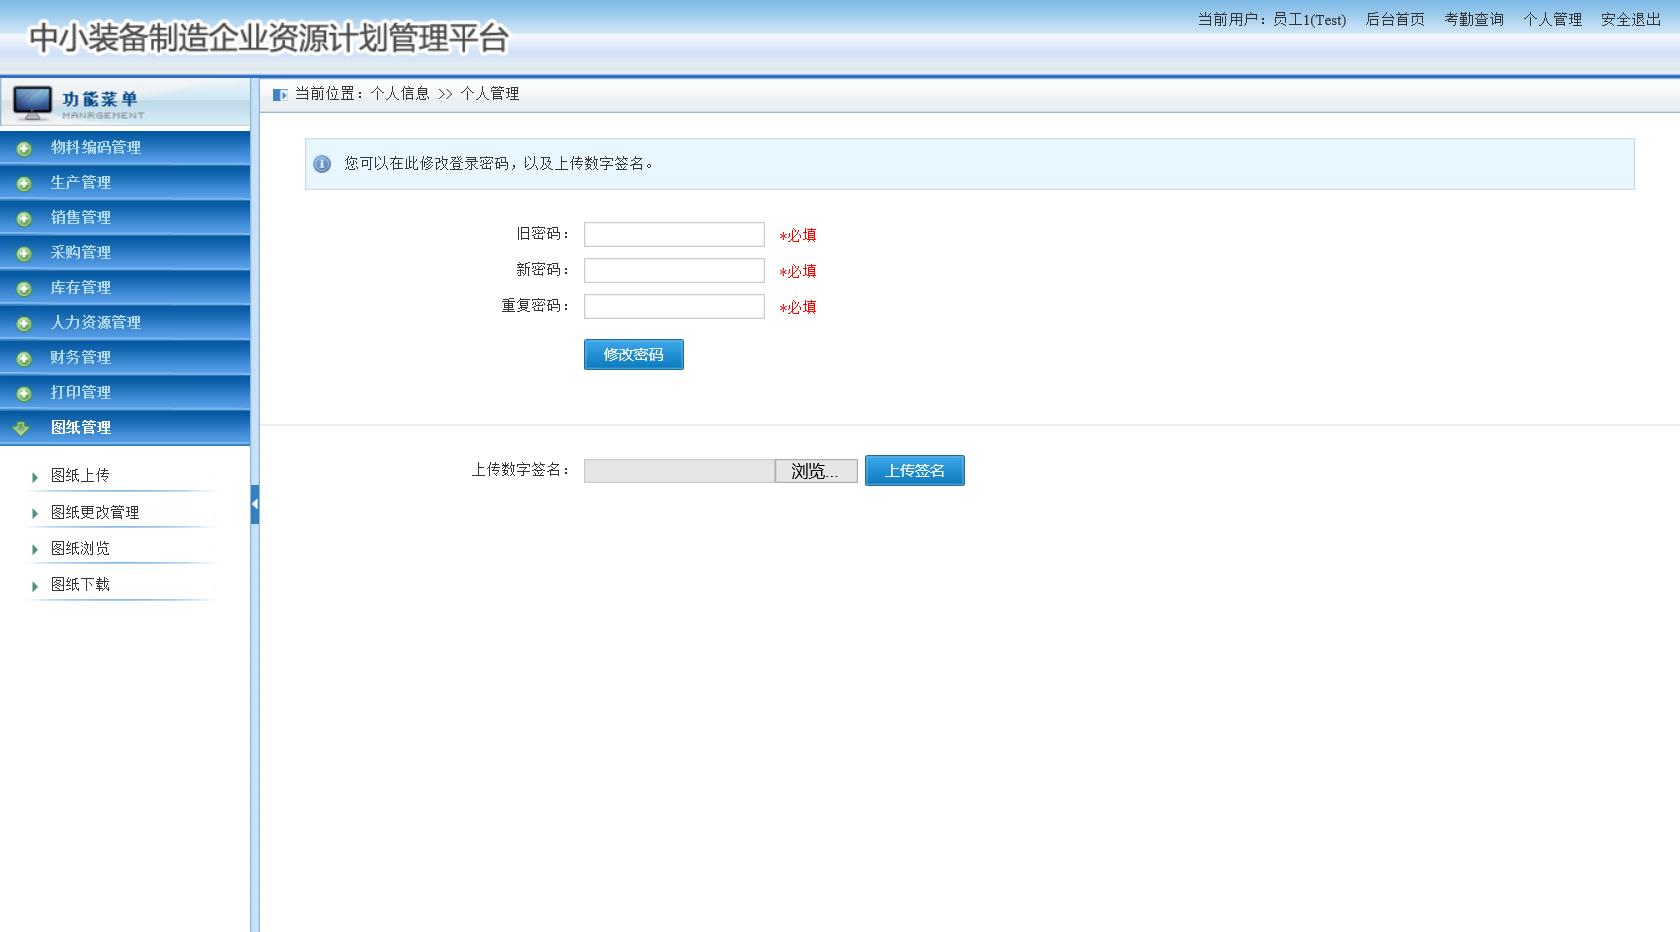 中小装备制造企业资源计划管理平台
当前用户：员工1(Test) 后台首页 考勤查询 个人管理 安全退出
功能菜单
MANRGEMENT
当前位置：个人信息 >> 个人管理
物料编码管理
生产管理
销售管理
采购管理
库存管理
人力资源管理
财务管理
打印管理
图纸管理
图纸上传
图纸更改管理
图纸浏览
图纸下载
您可以在此修改登录密码，以及上传数字签名。
旧密码： *必填
新密码： *必填
重复密码： *必填
修改密码
上传数字签名： 浏览... 上传签名